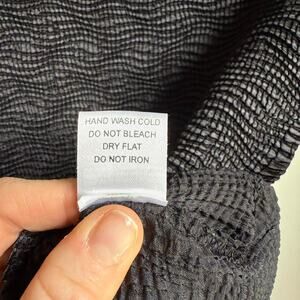 HAND WASH COLD
DO NOT BLEACH
DRY FLAT
DO NOT IRON